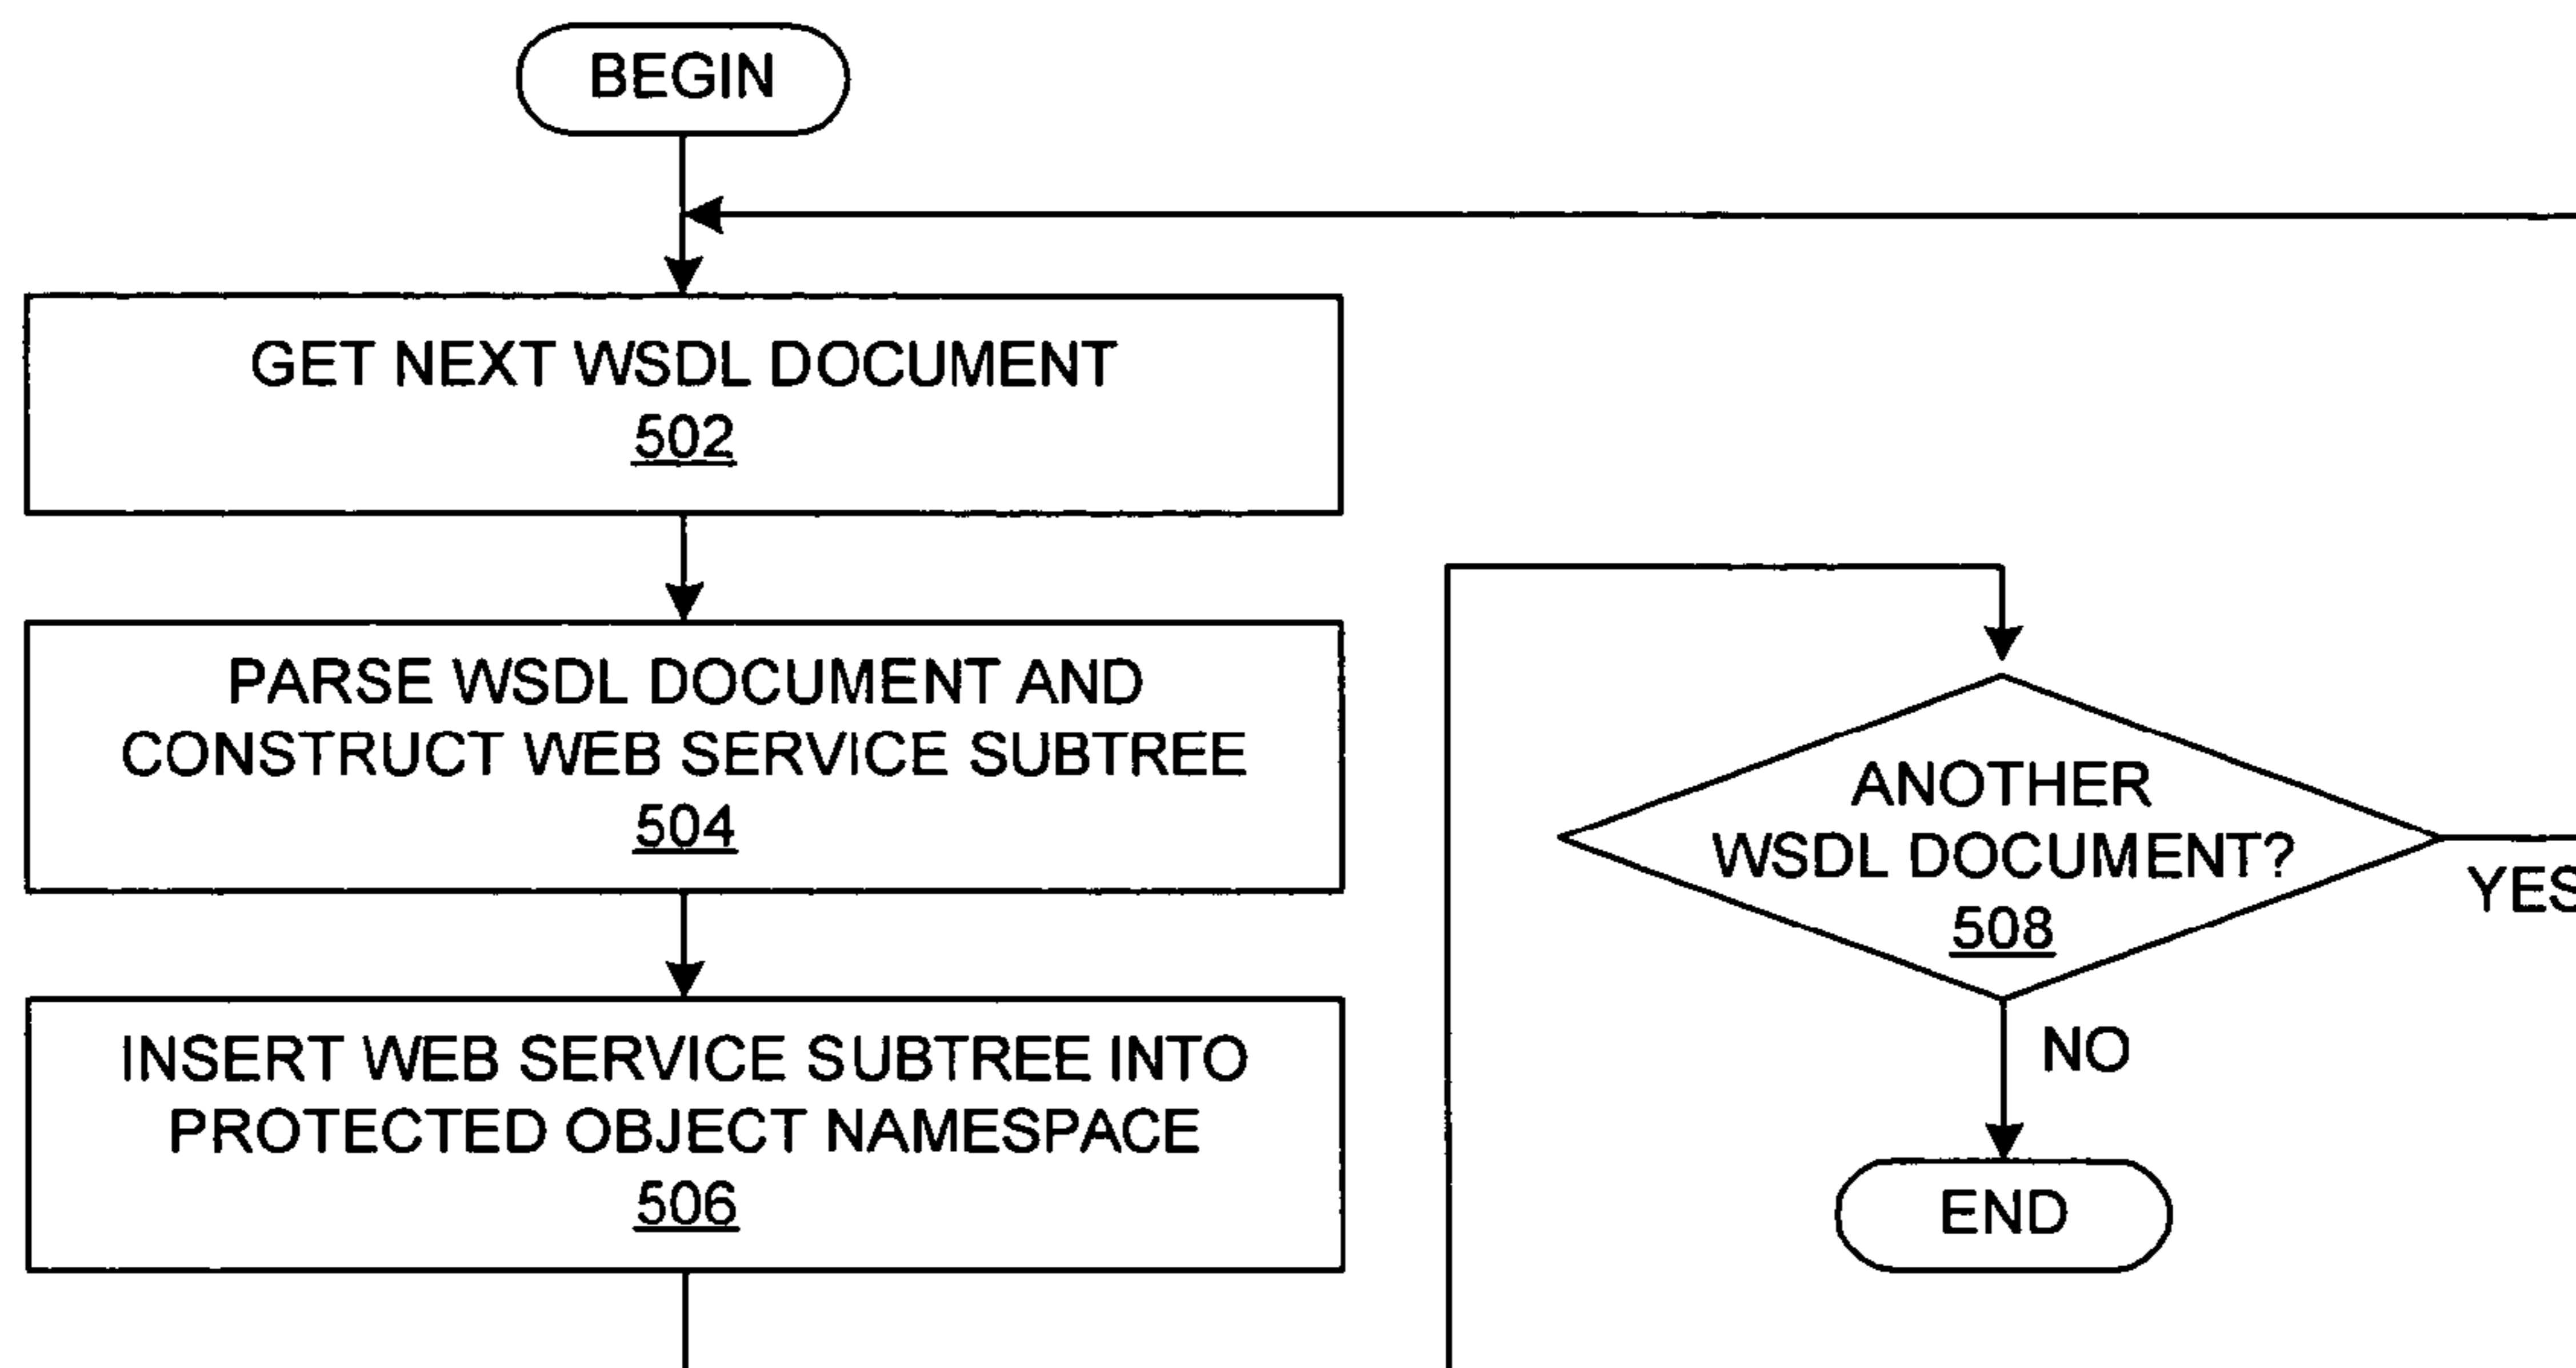 BEGIN
GET NEXT WSDL DOCUMENT
502
PARSE WSDL DOCUMENT AND
CONSTRUCT WEB SERVICE SUBTREE
504
INSERT WEB SERVICE SUBTREE INTO
PROTECTED OBJECT NAMESPACE
506
ANOTHER
WSDL DOCUMENT?
508
YES
NO
END